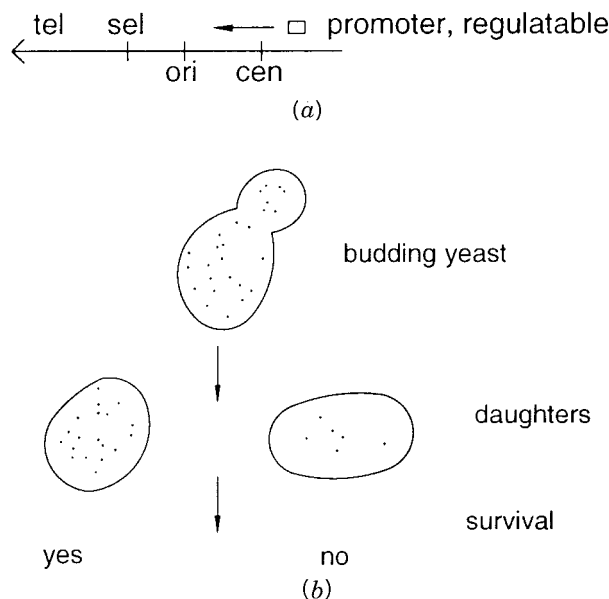 tel sel promoter, regulatable
ori cen
(a)
budding yeast
daughters
survival
yes no
(b)